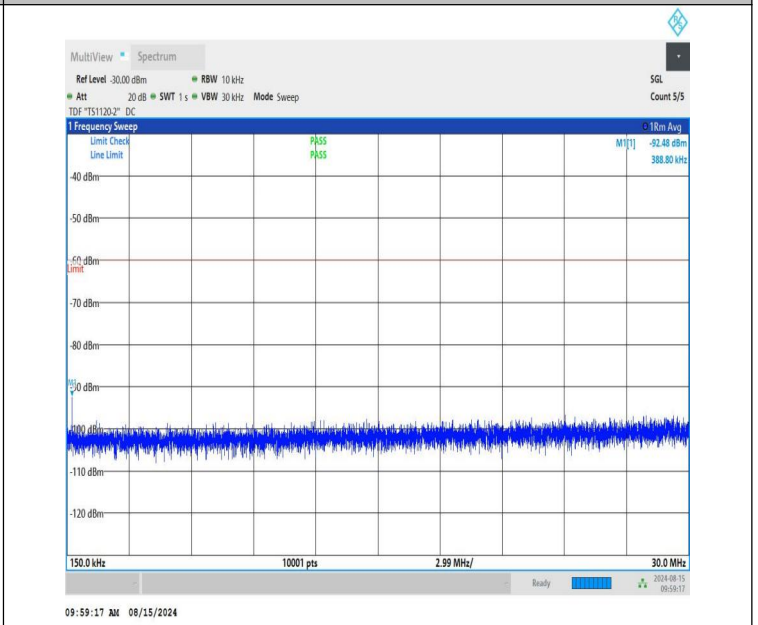 MultiView Spectrum
Ref Level -30.00 dBm RBW 10 kHz SGL
Att 20 dB SWT 1 s VBW 30 kHz Mode Sweep Count 5/5
TDF "TS1120-2" DC
1 Frequency Sweep 1Rm Avg
Limit Check PASS M1[1] -92.48 dBm
Line Limit PASS 388.80 kHz
-40 dBm
-50 dBm
-60 dBm
Limit
-70 dBm
-80 dBm
M1
-90 dBm
-100 dBm
-110 dBm
-120 dBm
150.0 kHz 10001 pts 2.99 MHz/ 30.0 MHz
Ready 2024-08-15
09:59:17
09:59:17 AM 08/15/2024